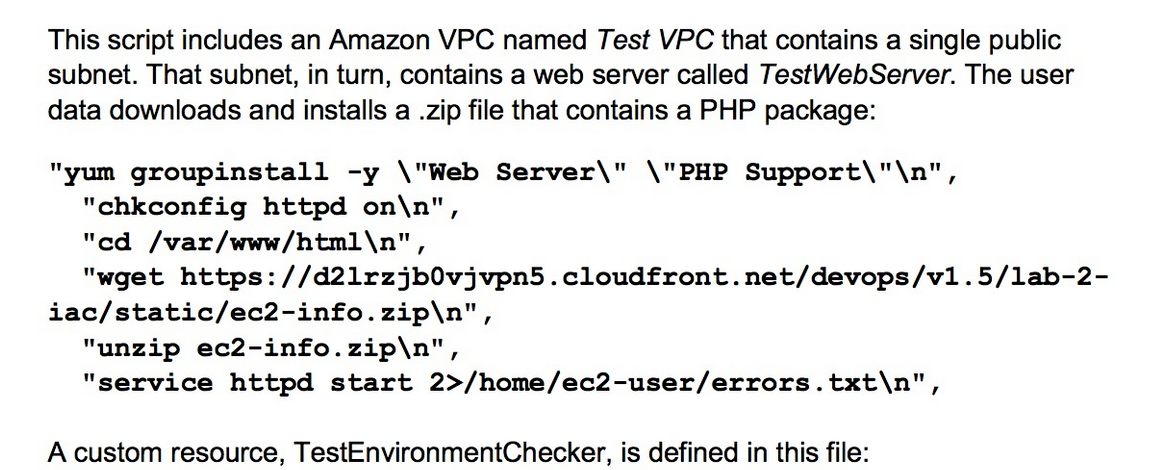 This script includes an Amazon VPC named Test VPC that contains a single public
subnet. That subnet, in turn, contains a web server called TestWebServer. The user
data downloads and installs a .zip file that contains a PHP package:
"yum groupinstall -y \"Web Server\" \"PHP Support\"\n",
"chkconfig httpd on\n",
"cd /var/www/html\n",
"wget https://d2lrzjb0vjvpn5.cloudfront.net/devops/v1.5/lab-2-
iac/static/ec2-info.zip\n",
"unzip ec2-info.zip\n",
"service httpd start 2>/home/ec2-user/errors.txt\n",
A custom resource, TestEnvironmentChecker, is defined in this file: